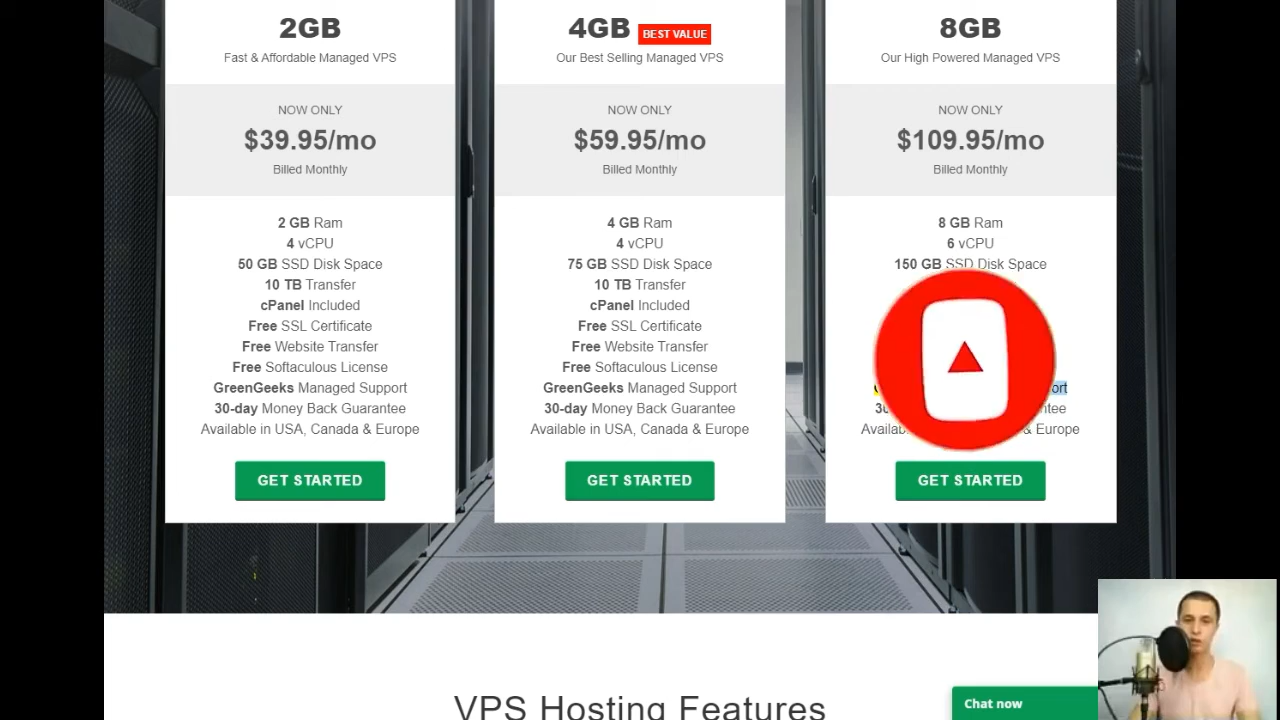 2GB
Fast & Affordable Managed VPS
NOW ONLY
$39.95/mo
Billed Monthly
2 GB Ram
4 vCPU
50 GB SSD Disk Space
10 TB Transfer
cPanel Included
Free SSL Certificate
Free Website Transfer
Free Softaculous License
GreenGeeks Managed Support
30-day Money Back Guarantee
Available in USA, Canada & Europe
GET STARTED
4GB BEST VALUE
Our Best Selling Managed VPS
NOW ONLY
$59.95/mo
Billed Monthly
4 GB Ram
4 vCPU
75 GB SSD Disk Space
10 TB Transfer
cPanel Included
Free SSL Certificate
Free Website Transfer
Free Softaculous License
GreenGeeks Managed Support
30-day Money Back Guarantee
Available in USA, Canada & Europe
GET STARTED
8GB
Our High Powered Managed VPS
NOW ONLY
$109.95/mo
Billed Monthly
8 GB Ram
6 vCPU
150 GB SSD Disk Space
& Europe
GET STARTED
VPS Hosting Features
Chat now